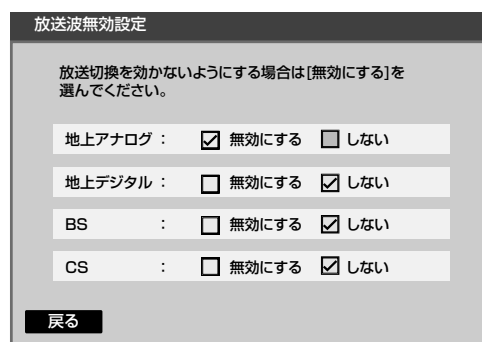 放送波無効設定
放送切換を効かないようにする場合は[無効にする]を
選んでください。
地上アナログ： 無効にする しない
地上デジタル： 無効にする しない
BS ： 無効にする しない
CS ： 無効にする しない
戻る